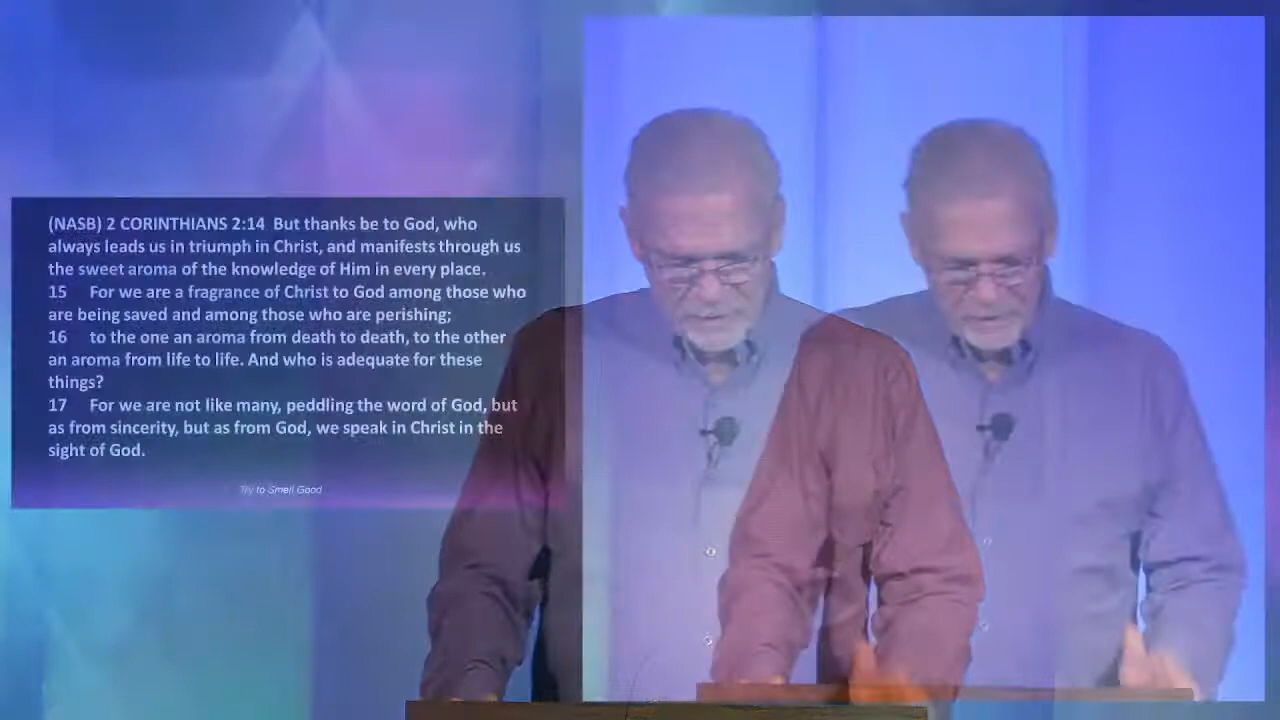 (NASB) 2 CORINTHIANS 2:14 But thanks be to God, who
always leads us in triumph in Christ, and manifests through us
the sweet aroma of the knowledge of Him in every place.
15 For we are a fragrance of Christ to God among those who
are being saved and among those who are perishing;
16 to the one an aroma from death to death, to the other
an aroma from life to life. And who is adequate for these
things?
17 For we are not like many, peddling the word of God, but
as from sincerity, but as from God, we speak in Christ in the
sight of God.
Try to Smell Good